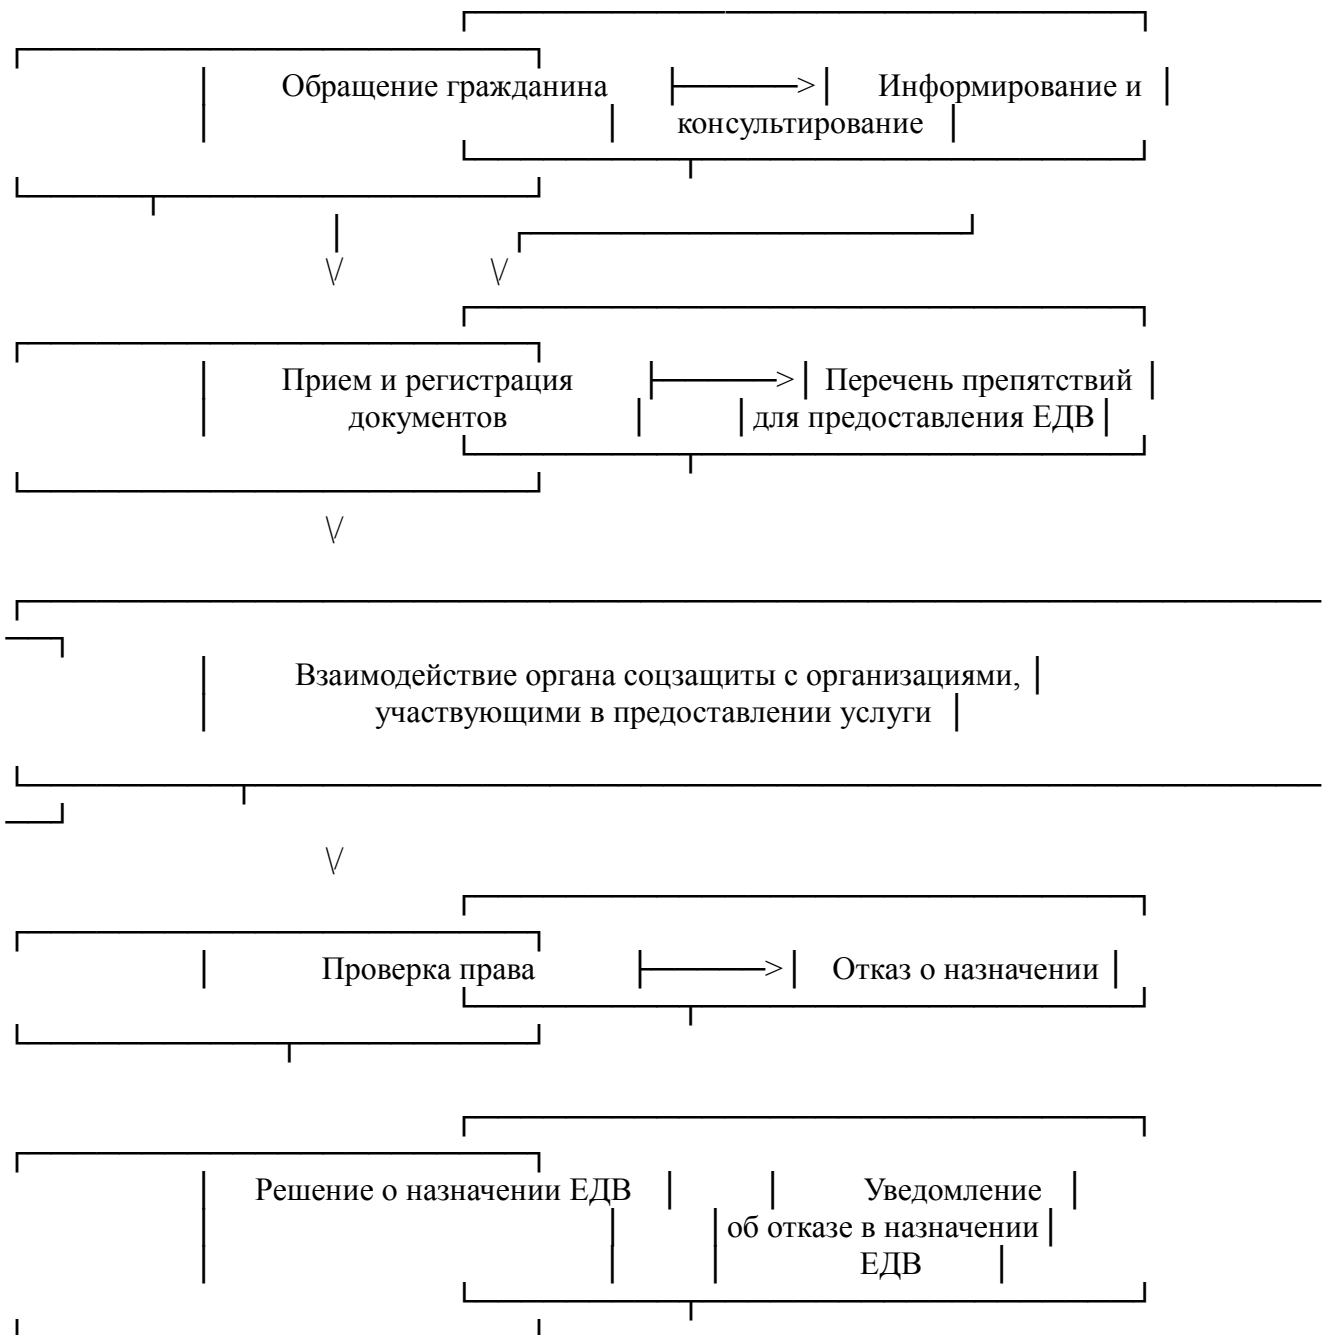 Обращение гражданина > Информирование и
консультирование
\/ \/
Прием и регистрация > Перечень препятствий
документов для предоставления ЕДВ
\/
Взаимодействие органа соцзащиты с организациями,
участвующими в предоставлении услуги
\/
Проверка права > Отказ о назначении
Решение о назначении ЕДВ Уведомление
об отказе в назначении
ЕДВ